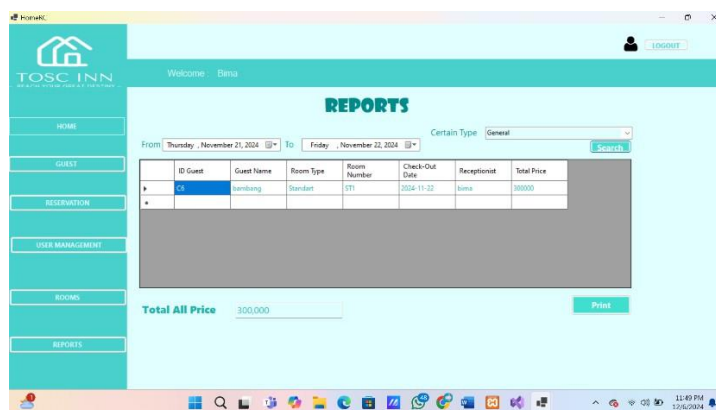 HomeRC
LOGOUT
TOSC INN
Welcome Bima
REPORTS
HOME
Certain Type General
From Thursday , November 21, 2024 To Friday , November 22, 2024
Search
GUEST
ID Guest Guest Name Room Type Room Number Check-Out Date Receptionist Total Price
C6 bambang Standart ST1 2024-11-22 bima 300000
RESERVATION
USER MANAGEMENT
ROOMS
Total All Price 300,000
Print
REPORTS
11:49 PM
12/6/2024